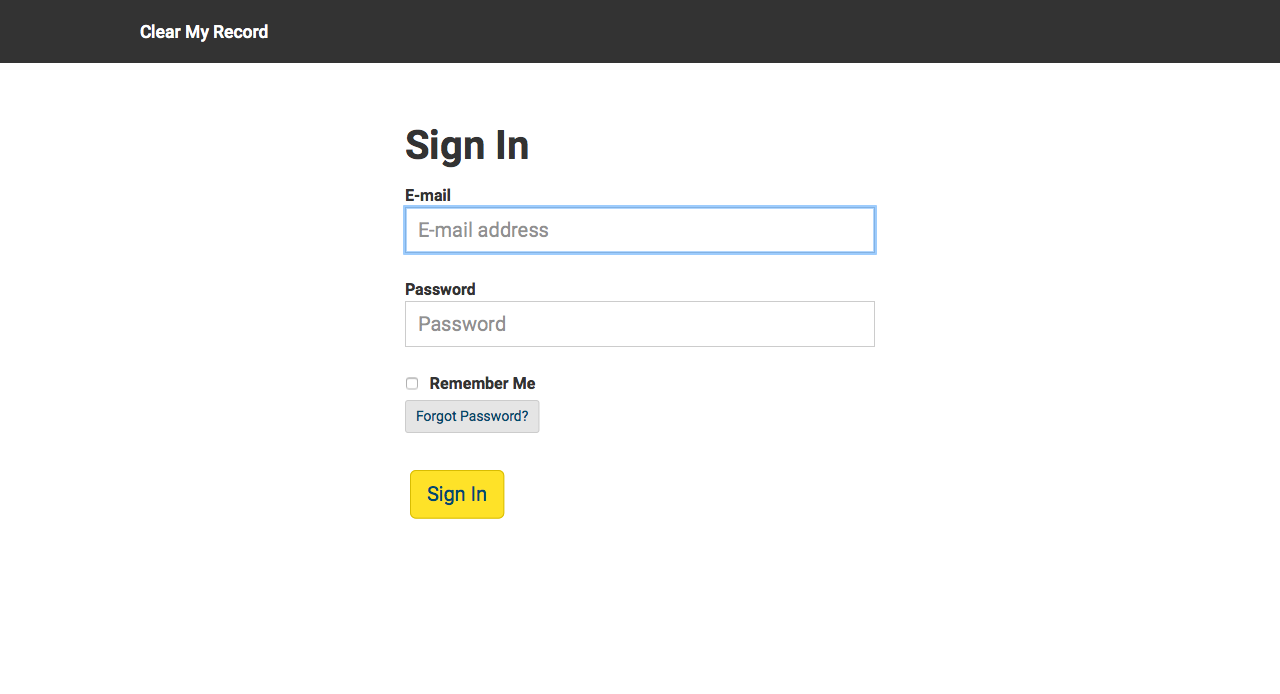 Clear My Record
Sign In
E-mail
E-mail address
Password
Password
Remember Me
Forgot Password?
Sign In